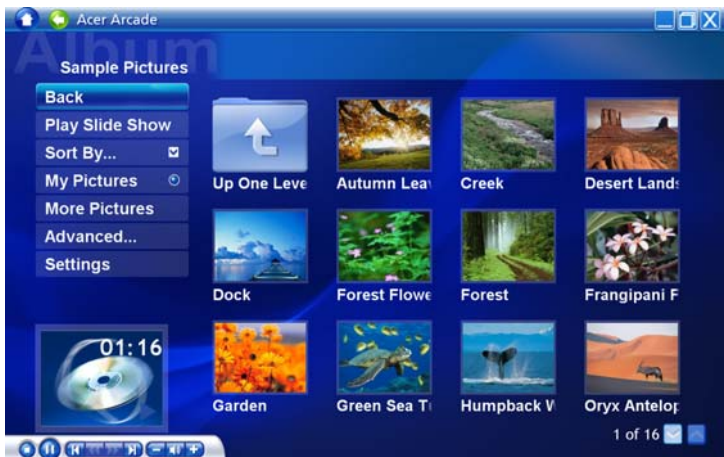 Acer Arcade
Album
Sample Pictures
Back
Play Slide Show
Sort By...
My Pictures
More Pictures
Advanced...
Settings
Up One Leve
Autumn Lea
Creek
Desert Lands
Dock
Forest Flowe
Forest
Frangipani F
Garden
Green Sea T
Humpback W
Oryx Antelop
01:16
1 of 16